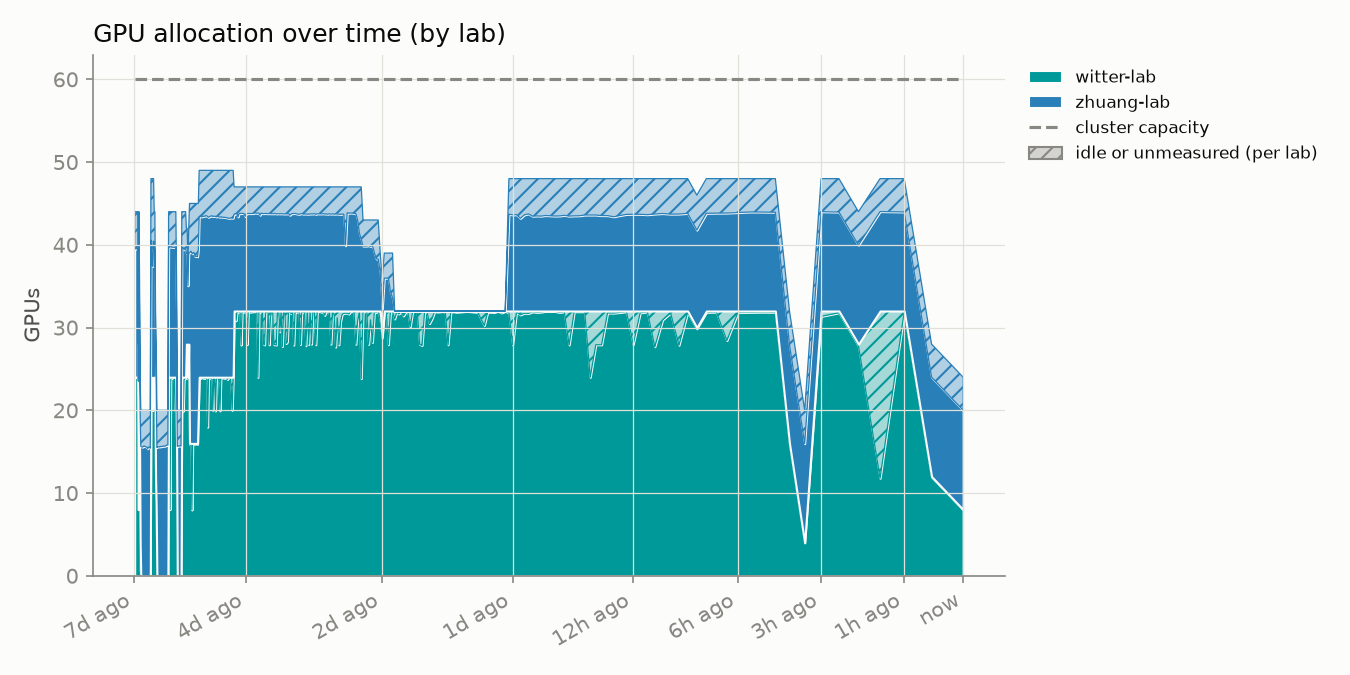 GPU allocation over time (by lab)
witter-lab
zhuang-lab
cluster capacity
idle or unmeasured (per lab)
GPUs
60
50
40
30
20
10
0
7d ago
4d ago
2d ago
1d ago
12h ago
6h ago
3h ago
1h ago
now